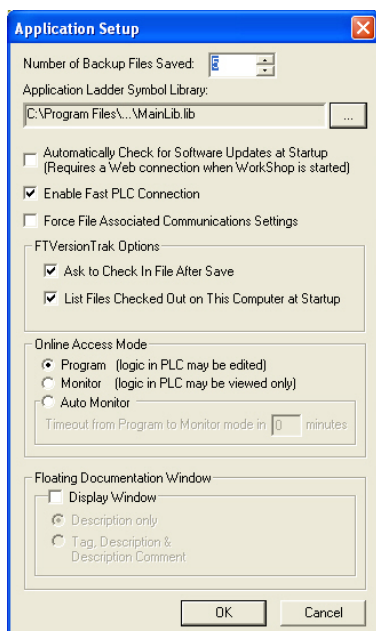 Application Setup
Number of Backup Files Saved: 5
Application Ladder Symbol Library:
C:\Program Files\...\MainLib.lib ...
Automatically Check for Software Updates at Startup
(Requires a Web connection when WorkShop is started)
Enable Fast PLC Connection
Force File Associated Communications Settings
FTVersionTrak Options
Ask to Check In File After Save
List Files Checked Out on This Computer at Startup
Online Access Mode
Program (logic in PLC may be edited)
Monitor (logic in PLC may be viewed only)
Auto Monitor
Timeout from Program to Monitor mode in 0 minutes
Floating Documentation Window
Display Window
Description only
Tag, Description &
Description Comment
OK Cancel